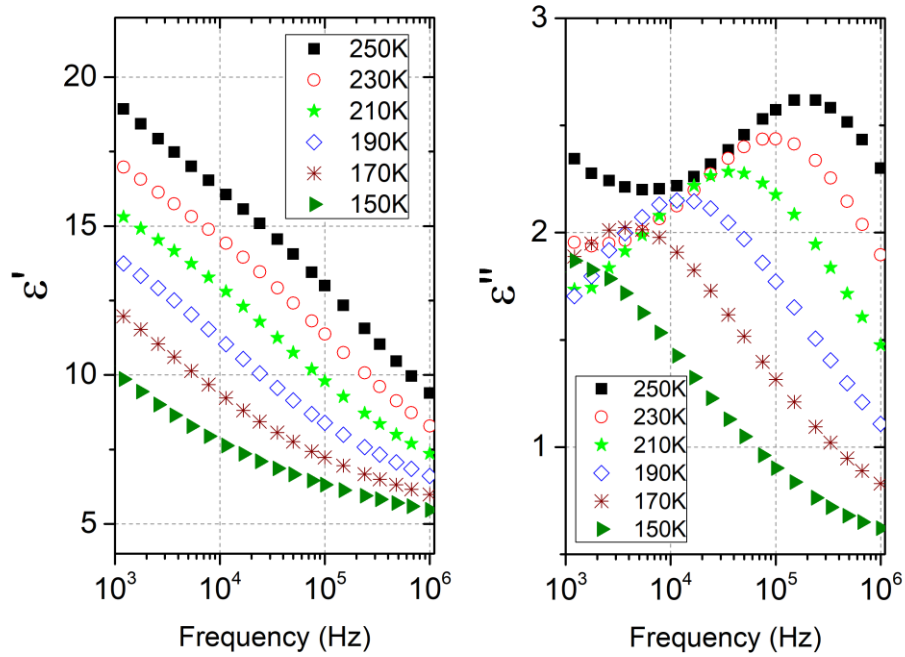 20
15
10
5
ε'
250K
230K
210K
190K
170K
150K
10³ 10⁴ 10⁵ 10⁶
Frequency (Hz)
3
2
1
ε''
250K
230K
210K
190K
170K
150K
10³ 10⁴ 10⁵ 10⁶
Frequency (Hz)